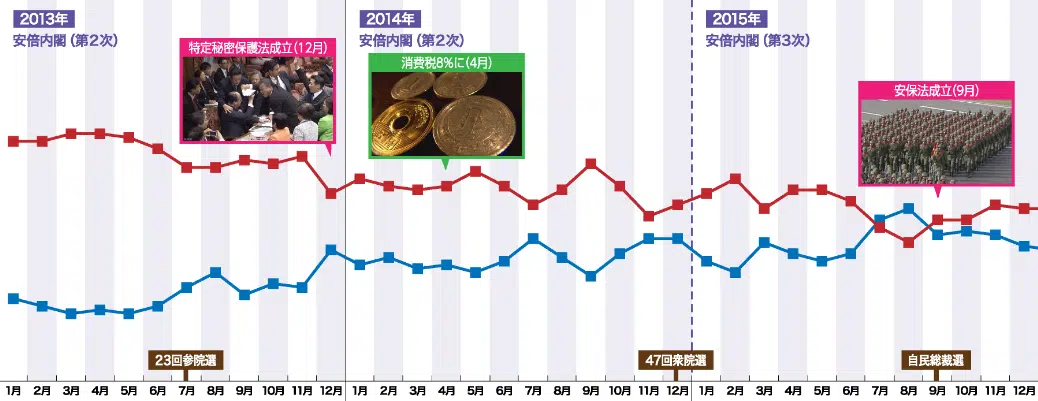 2013年
安倍内閣（第2次）
特定秘密保護法成立（12月）
2014年
安倍内閣（第2次）
消費税8%に（4月）
2015年
安倍内閣（第3次）
安保法成立（9月）
23回参院選
47回衆院選
自民総裁選
1月 2月 3月 4月 5月 6月 7月 8月 9月 10月 11月 12月 1月 2月 3月 4月 5月 6月 7月 8月 9月 10月 11月 12月 1月 2月 3月 4月 5月 6月 7月 8月 9月 10月 11月 12月